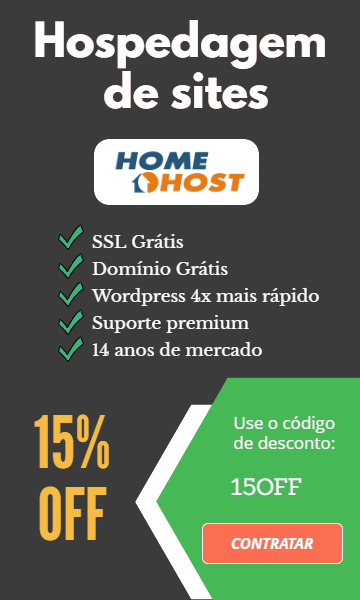 Hospedagem
de sites
HOME
HOST
SSL Grátis
Domínio Grátis
Wordpress 4x mais rápido
Suporte premium
14 anos de mercado
15%
OFF
Use o código
de desconto:
15OFF
CONTRATAR